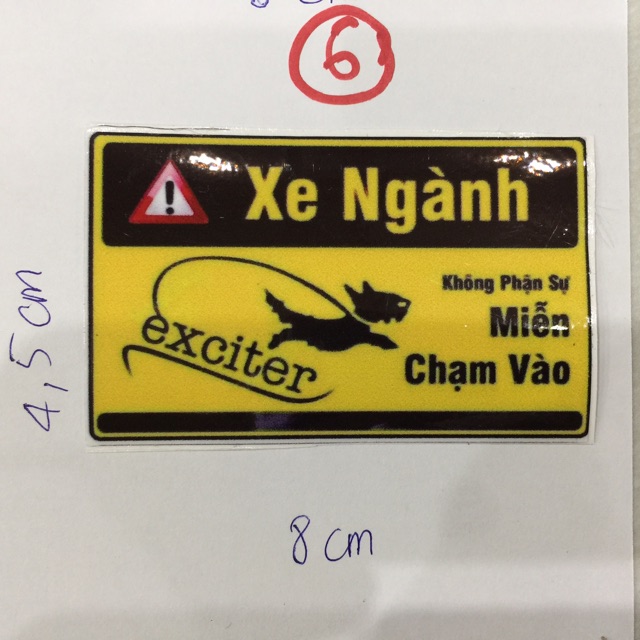 6
Xe Ngành
exciter
Không Phận Sự
Miễn
Chạm Vào
4,5 cm
8 cm